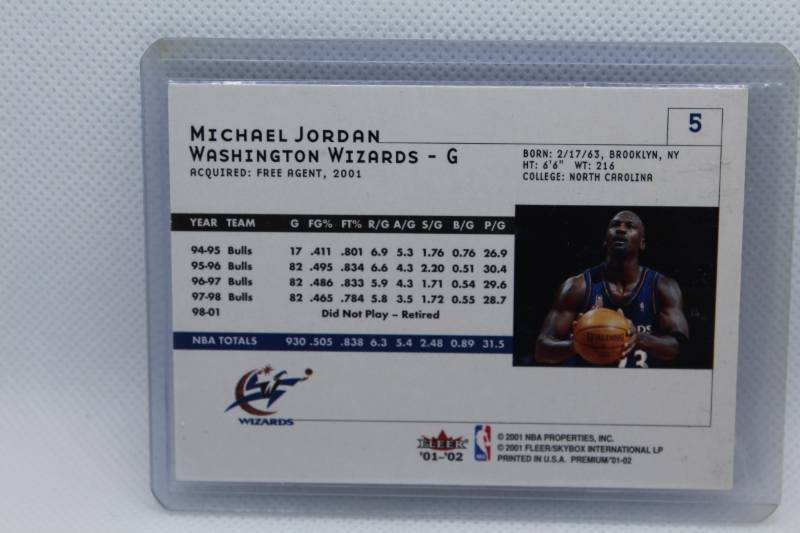 5
MICHAEL JORDAN
WASHINGTON WIZARDS - G
ACQUIRED: FREE AGENT, 2001
BORN: 2/17/63, BROOKLYN, NY
HT: 6'6" WT: 216
COLLEGE: NORTH CAROLINA
YEAR TEAM G FG% FT% R/G A/G S/G B/G P/G
94-95 Bulls 17 .411 .801 6.9 5.3 1.76 0.76 26.9
95-96 Bulls 82 .495 .834 6.6 4.3 2.20 0.51 30.4
96-97 Bulls 82 .486 .833 5.9 4.3 1.71 0.54 29.6
97-98 Bulls 82 .465 .784 5.8 3.5 1.72 0.55 28.7
98-01 Did Not Play – Retired
NBA TOTALS 930 .505 .838 6.3 5.4 2.48 0.89 31.5
SPALDING
WIZARDS
FLEER
'01-'02
© 2001 NBA PROPERTIES, INC.
© 2001 FLEER/SKYBOX INTERNATIONAL LP
PRINTED IN U.S.A. PREMIUM'01-02